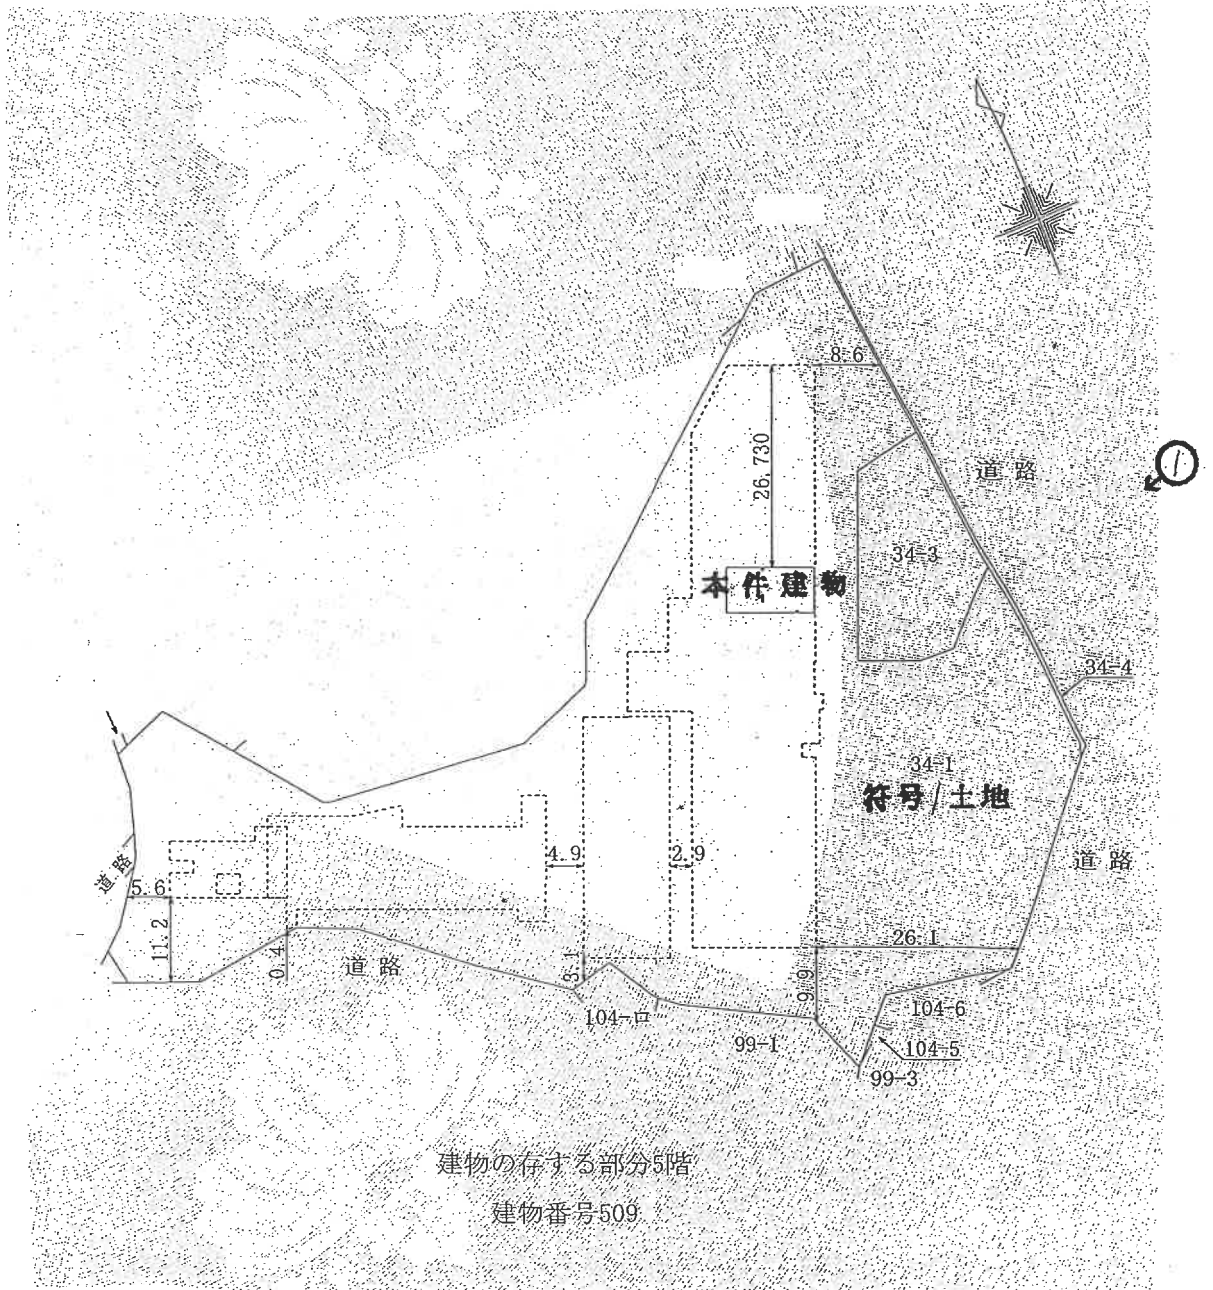 8.6
26,730
道路
1
34-3
本件建物
34-4
34-1
符号1土地
道路
4.9
2.9
道路
5.6
11.2
0.4
道路
3.1
26.1
9.9
104-ロ
104-6
99-1
104-5
99-3
建物の存する部分5階
建物番号509